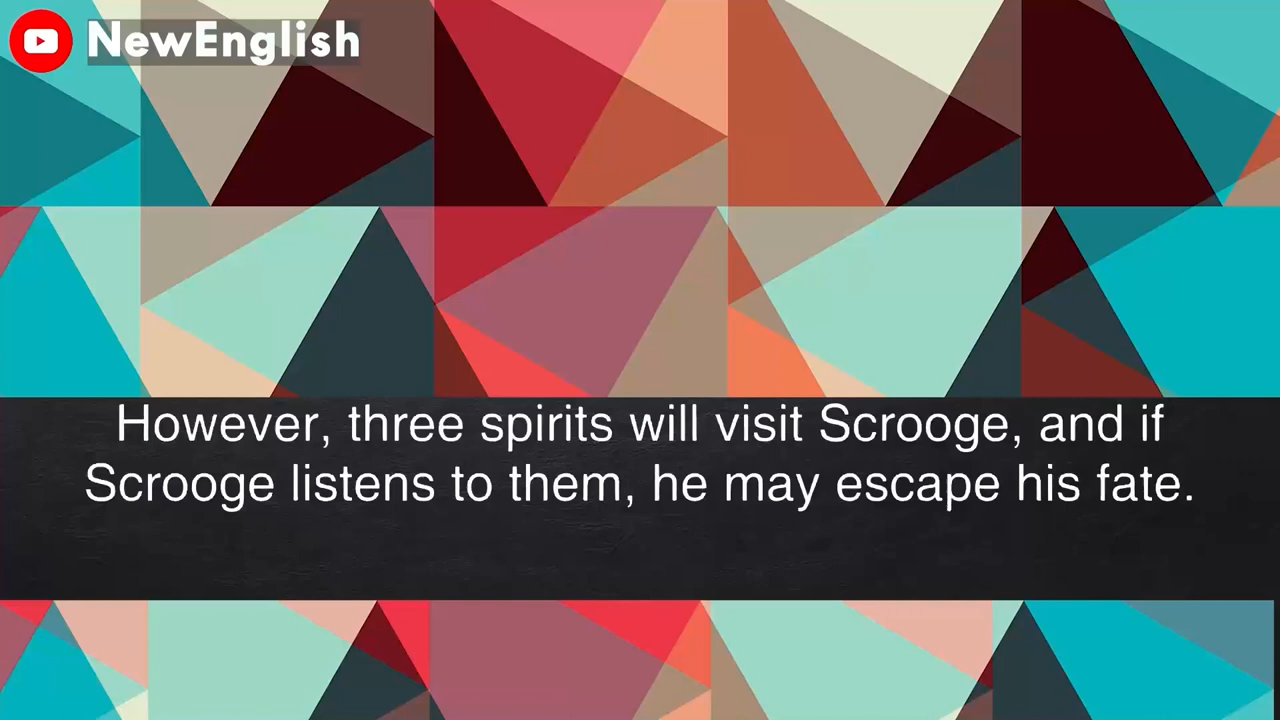 NewEnglish
However, three spirits will visit Scrooge, and if
Scrooge listens to them, he may escape his fate.